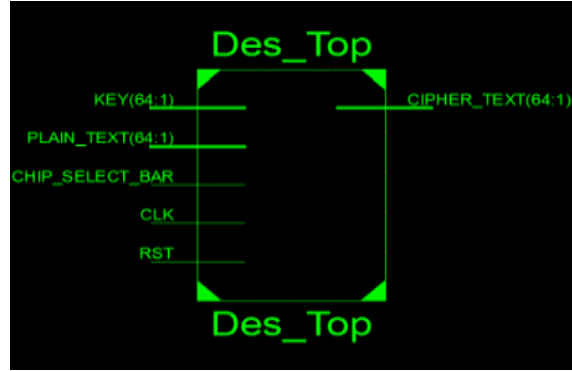 Des_Top
KEY(64:1)
CIPHER_TEXT(64:1)
PLAIN_TEXT(64:1)
CHIP_SELECT_BAR
CLK
RST
Des_Top